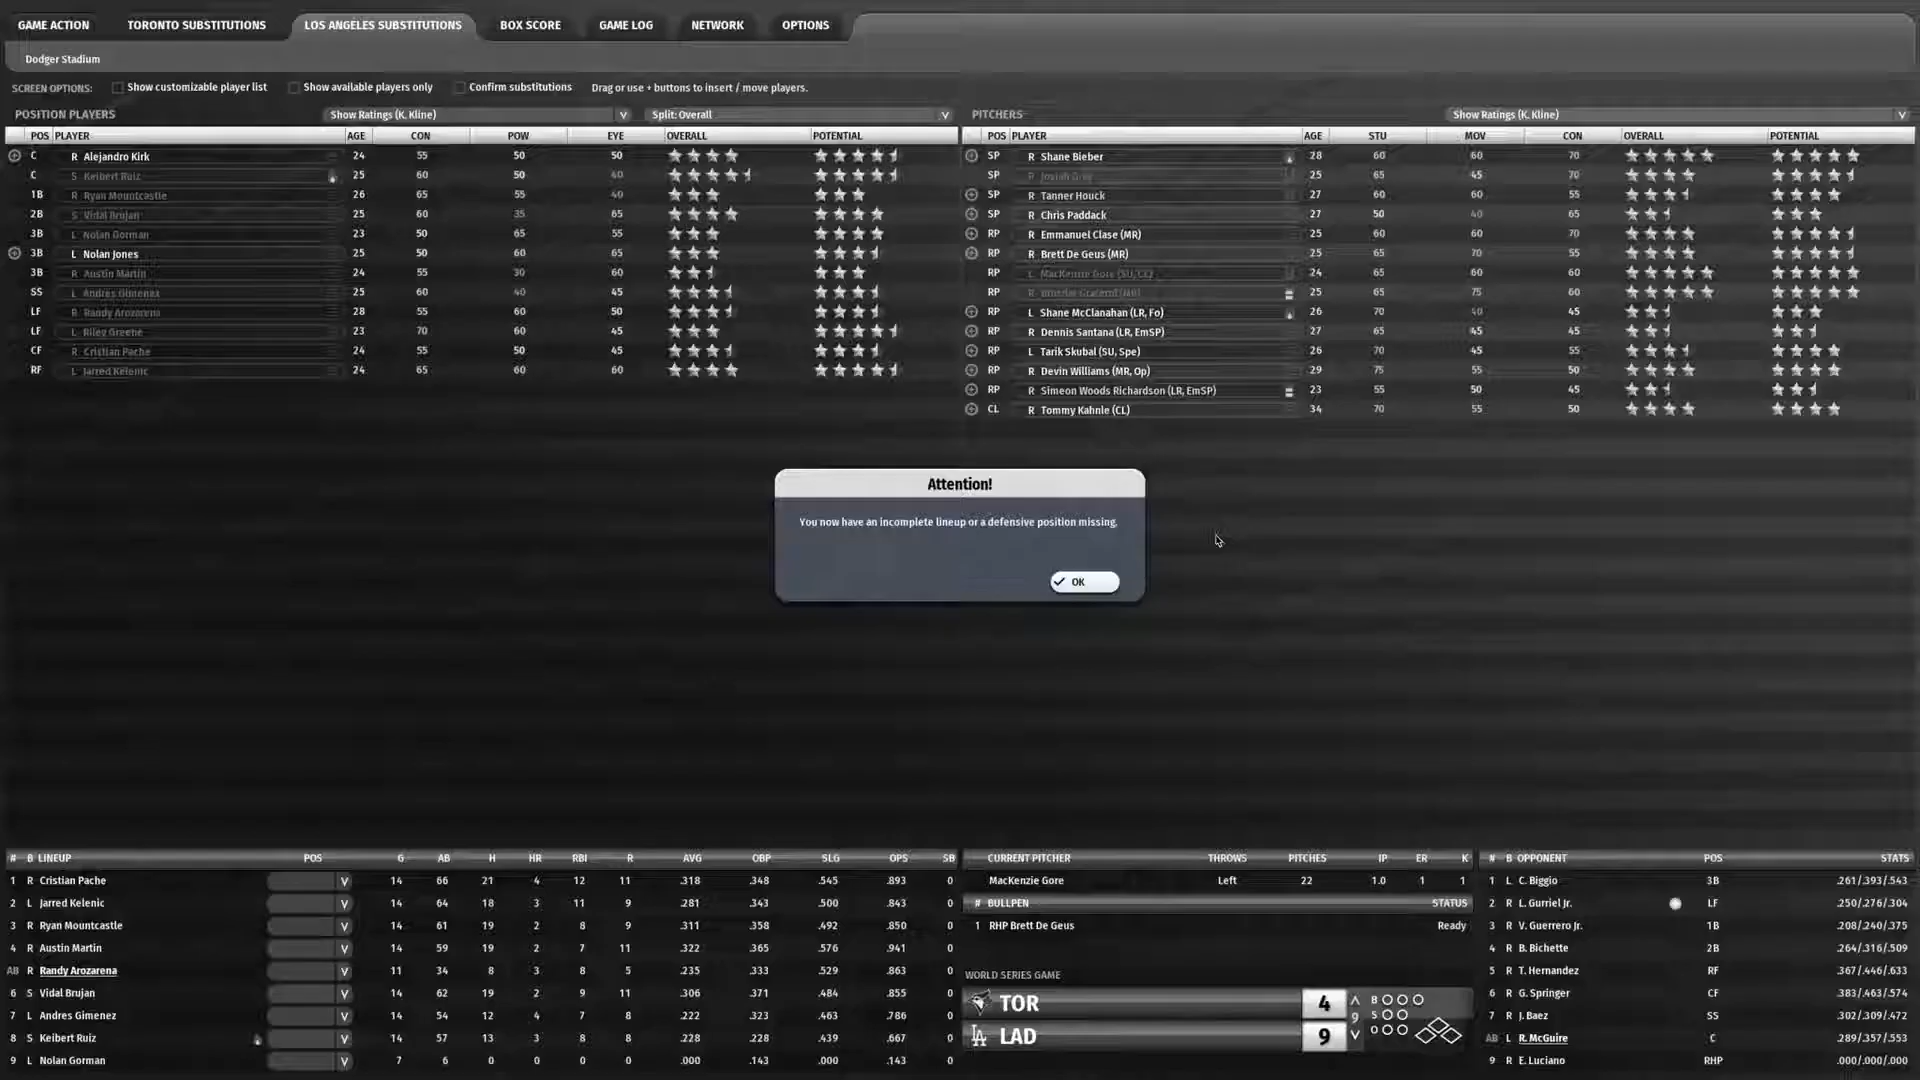 GAME ACTION TORONTO SUBSTITUTIONS LOS ANGELES SUBSTITUTIONS BOX SCORE GAME LOG NETWORK OPTIONS
Dodger Stadium
SCREEN OPTIONS: Show customizable player list Show available players only Confirm substitutions Drag or use + buttons to insert / move players.
POSITION PLAYERS Show Ratings (K. Kline) Split: Overall
POS PLAYER AGE CON POW EYE OVERALL POTENTIAL
C R Alejandro Kirk 24 55 50 50
C S Keibert Ruiz 25 60 50 40
1B R Ryan Mountcastle 26 65 55 40
2B S Vidal Brujan 25 60 35 65
3B L Nolan Gorman 23 50 65 55
3B L Nolan Jones 25 50 60 65
3B R Austin Martin 24 55 30 60
SS L Andres Gimenez 25 60 40 45
LF R Randy Arozarena 28 55 60 50
LF L Riley Greene 23 70 60 45
CF R Cristian Pache 24 55 50 45
RF L Jarred Kelenic 24 65 60 60
PITCHERS Show Ratings (K. Kline)
POS PLAYER AGE STU MOV CON OVERALL POTENTIAL
SP R Shane Bieber 28 60 60 70
SP R Josiah Gray 25 65 45 70
SP R Tanner Houck 27 60 60 55
SP R Chris Paddack 27 50 40 65
RP R Emmanuel Clase (MR) 25 60 60 70
RP R Brett De Geus (MR) 25 65 70 55
RP L MacKenzie Gore (SU, CL) 24 65 60 60
RP R Brusdar Graterol (MR) 25 65 75 60
RP L Shane McClanahan (LR, Fo) 26 70 40 45
RP R Dennis Santana (LR, EmSP) 27 65 45 45
RP L Tarik Skubal (SU, Spe) 26 70 45 55
RP R Devin Williams (MR, Op) 29 75 55 50
RP R Simeon Woods Richardson (LR, EmSP) 23 55 50 45
CL R Tommy Kahnle (CL) 34 70 55 50
Attention!
You now have an incomplete lineup or a defensive position missing.
OK
# B LINEUP POS G AB H HR RBI R AVG OBP SLG OPS SB
1 R Cristian Pache 14 66 21 4 12 11 .318 .348 .545 .893 0
2 L Jarred Kelenic 14 64 18 3 11 9 .281 .343 .500 .843 0
3 R Ryan Mountcastle 14 61 19 2 8 9 .311 .358 .492 .850 0
4 R Austin Martin 14 59 19 2 7 11 .322 .365 .576 .941 0
AB R Randy Arozarena 11 34 8 3 8 5 .235 .333 .529 .863 0
6 S Vidal Brujan 14 62 19 2 9 11 .306 .371 .484 .855 0
7 L Andres Gimenez 14 54 12 4 7 8 .222 .323 .463 .786 0
8 S Keibert Ruiz 14 57 13 3 8 8 .228 .228 .439 .667 0
9 L Nolan Gorman 7 6 0 0 0 0 .000 .143 .000 .143 0
CURRENT PITCHER THROWS PITCHES IP ER K
MacKenzie Gore Left 22 1.0 1 1
# BULLPEN STATUS
1 RHP Brett De Geus Ready
WORLD SERIES GAME
TOR 4 B
9 S
LA LAD 9 O
# B OPPONENT POS STATS
1 L C. Biggio 3B .261/.393/.543
2 R L. Gurriel Jr. LF .250/.276/.304
3 R V. Guerrero Jr. 1B .208/.240/.375
4 R B. Bichette 2B .264/.316/.509
5 R T. Hernandez RF .367/.446/.633
6 R G. Springer CF .383/.463/.574
7 R J. Baez SS .302/.309/.472
AB L R. McGuire C .289/.357/.553
9 R E. Luciano RHP .000/.000/.000